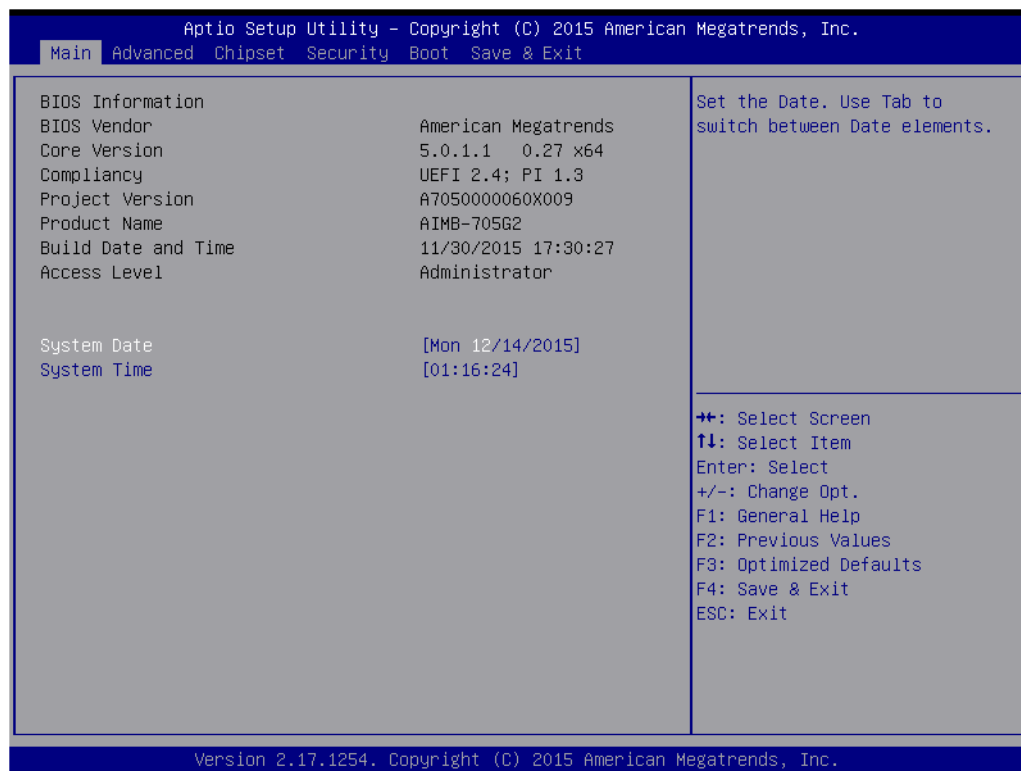 Aptio Setup Utility – Copyright (C) 2015 American Megatrends, Inc.
Main Advanced Chipset Security Boot Save & Exit
BIOS Information
BIOS Vendor American Megatrends
Core Version 5.0.1.1 0.27 x64
Compliancy UEFI 2.4; PI 1.3
Project Version A7050000060X009
Product Name AIMB-705G2
Build Date and Time 11/30/2015 17:30:27
Access Level Administrator
System Date [Mon 12/14/2015]
System Time [01:16:24]
Set the Date. Use Tab to
switch between Date elements.
→←: Select Screen
↑↓: Select Item
Enter: Select
+/-: Change Opt.
F1: General Help
F2: Previous Values
F3: Optimized Defaults
F4: Save & Exit
ESC: Exit
Version 2.17.1254. Copyright (C) 2015 American Megatrends, Inc.